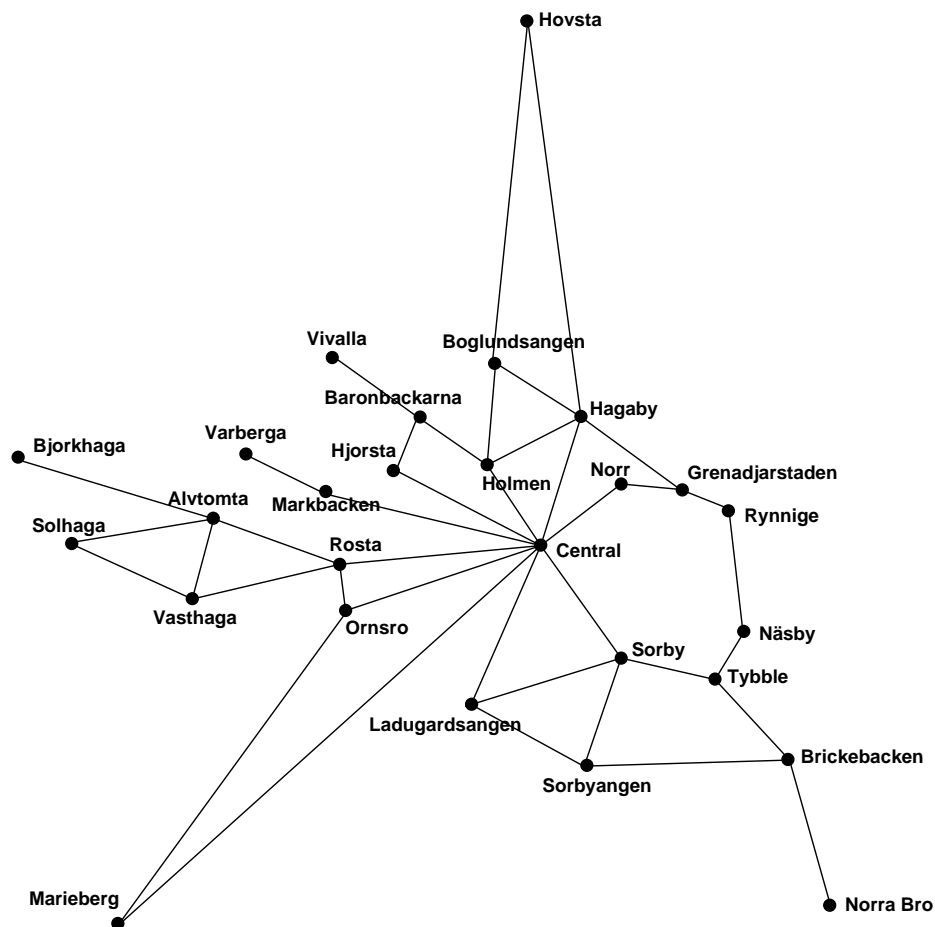 Hovsta
Vivalla
Boglundsangen
Baronbackarna
Hagaby
Bjorkhaga
Varberga
Hjorsta
Holmen
Norr
Grenadjarstaden
Alvtomta
Markbacken
Rynnige
Solhaga
Rosta
Central
Vasthaga
Ornsro
Näsby
Sorby
Tybble
Ladugardsangen
Brickebacken
Sorbyangen
Marieberg
Norra Bro